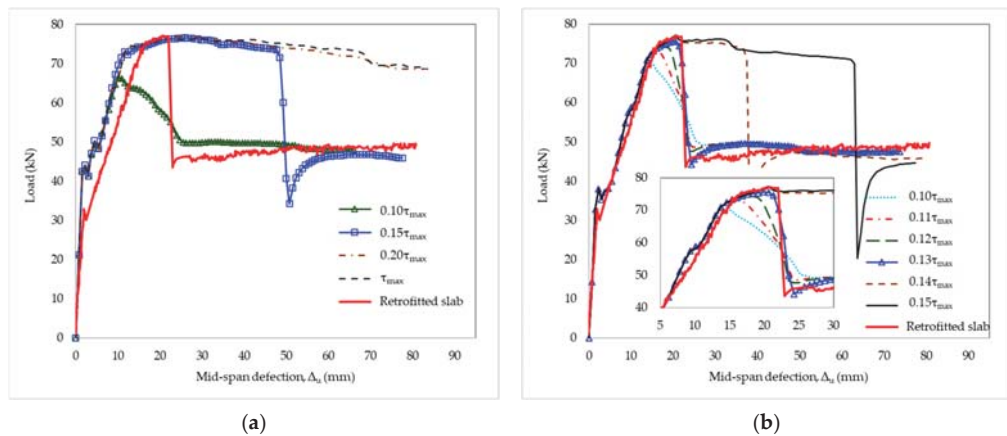 80
70
60
50
40
30
20
10
0
Load (kN)
0 10 20 30 40 50 60 70 80 90
Mid-span defection, Δu (mm)
0.10τmax
0.15τmax
0.20τmax
τmax
Retrofitted slab
(a)
80
70
60
50
40
30
20
10
0
Load (kN)
0 10 20 30 40 50 60 70 80 90
Mid-span defection, Δu (mm)
80
70
60
50
40
5 10 15 20 25 30
0.10τmax
0.11τmax
0.12τmax
0.13τmax
0.14τmax
0.15τmax
Retrofitted slab
(b)